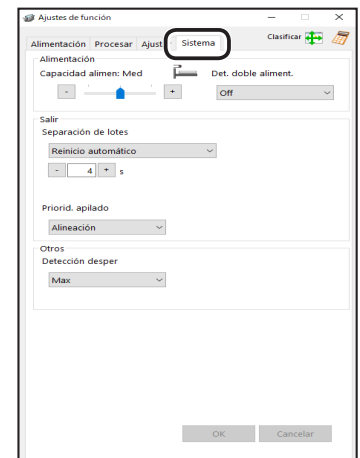 Ajustes de función
Alimentación Procesar Ajust Sistema Clasificar
Alimentación
Capacidad alimen: Med Det. doble aliment.
- + Off
Salir
Separación de lotes
Reinicio automático
- 4 + s
Priorid. apilado
Alineación
Otros
Detección desper
Max
OK Cancelar